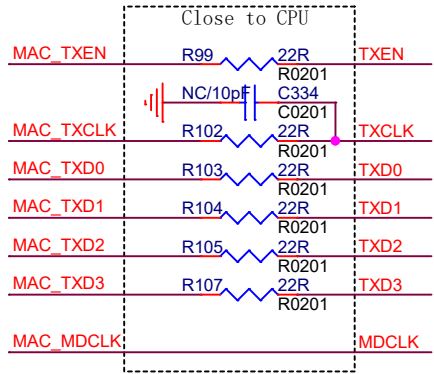 Close to CPU
MAC_TXEN R99 22R TXEN
R0201
NC/10pF C334
C0201
MAC_TXCLK R102 22R TXCLK
R0201
MAC_TXD0 R103 22R TXD0
R0201
MAC_TXD1 R104 22R TXD1
R0201
MAC_TXD2 R105 22R TXD2
R0201
MAC_TXD3 R107 22R TXD3
R0201
MAC_MDCLK MDCLK